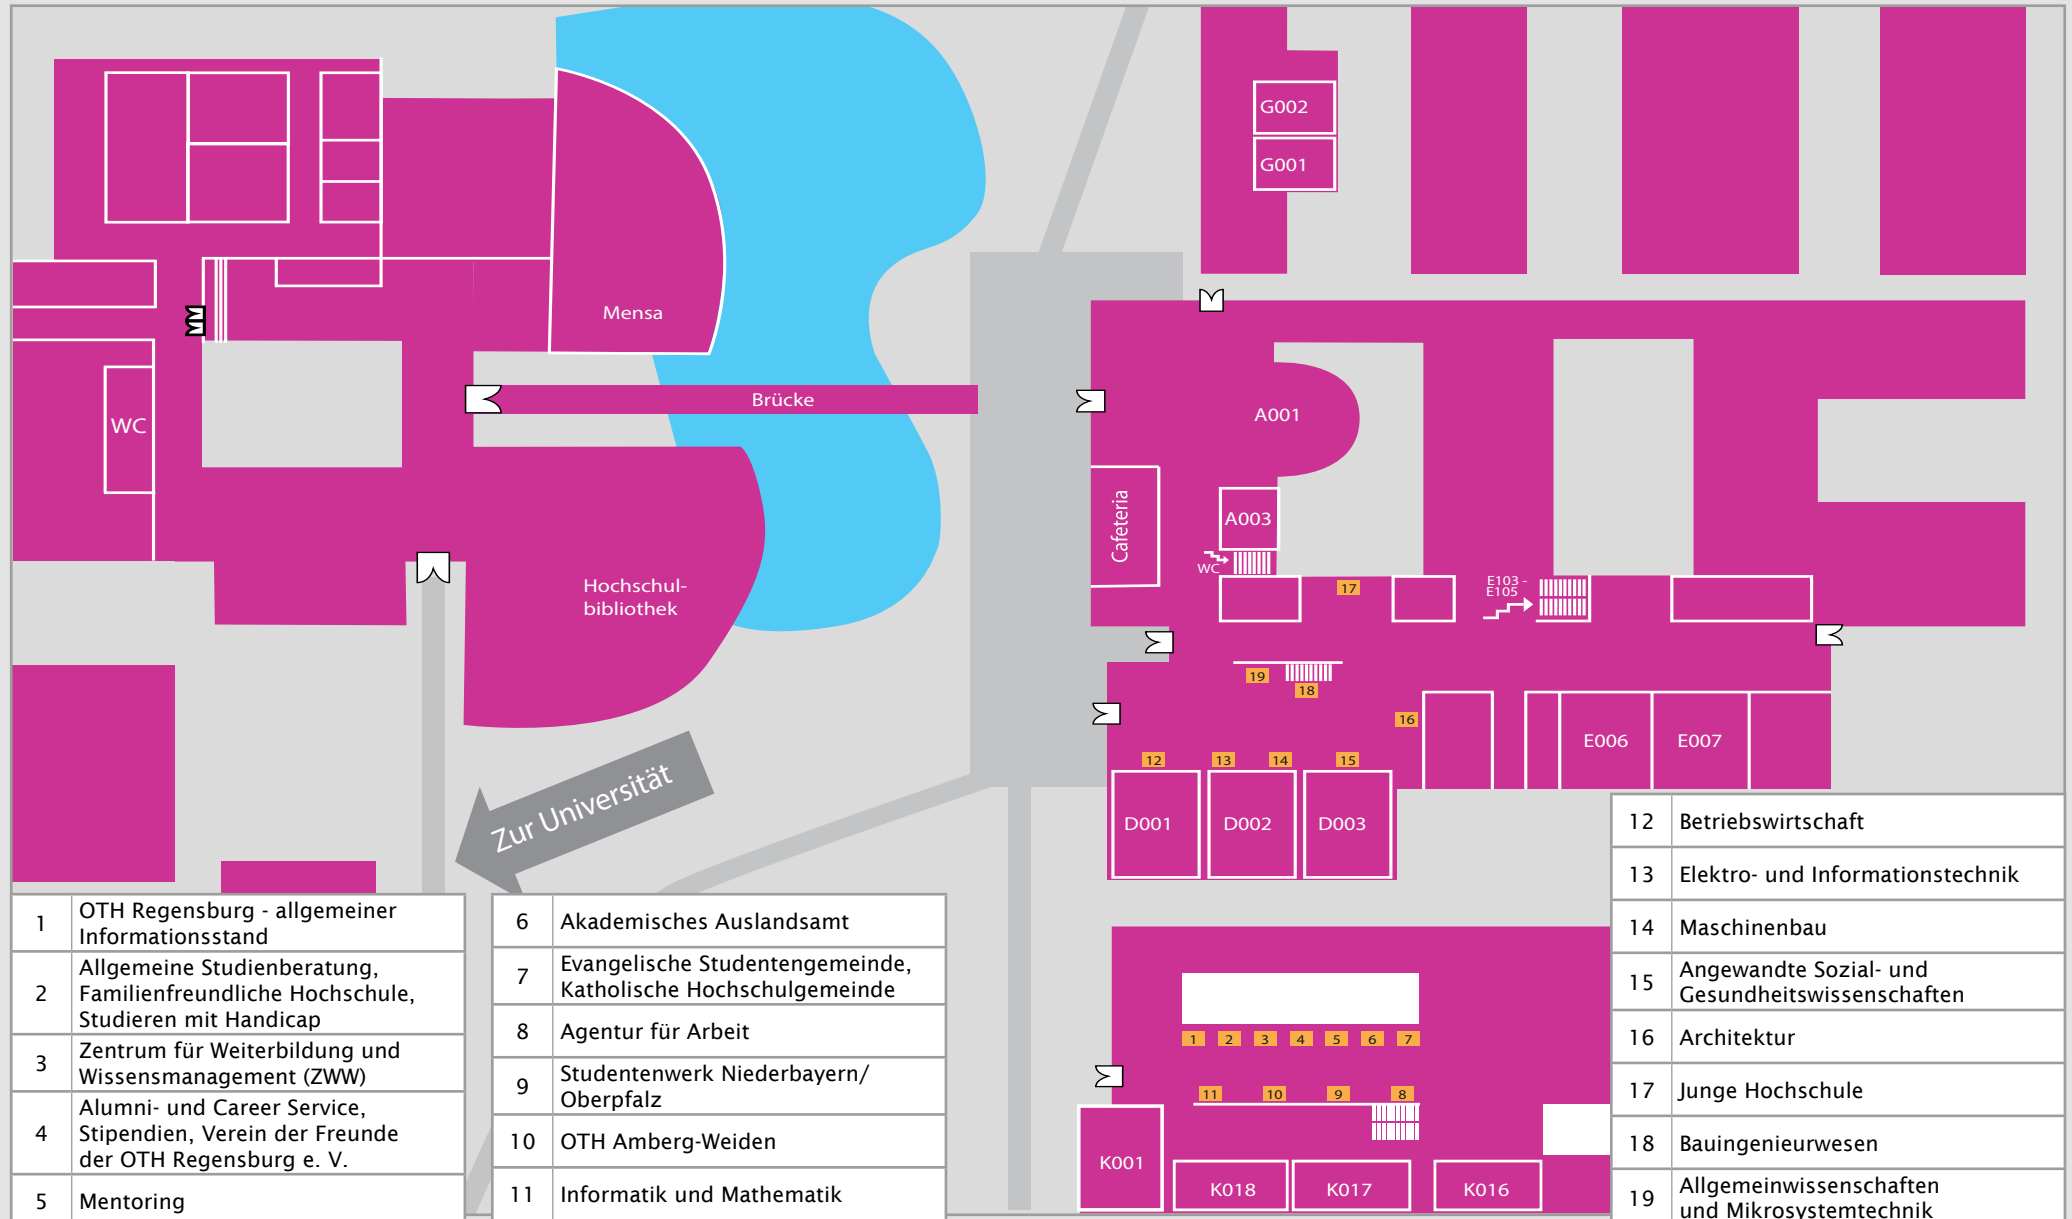 G002
G001
Mensa
Brücke
WC
A001
Cafeteria
A003
WC
Hochschul-
bibliothek
17
E103 -
E105
19
18
16
E006
E007
12
13
14
15
D001
D002
D003
Zur Universität
1 2 3 4 5 6 7
11 10 9 8
K001
K018
K017
K016
1 OTH Regensburg - allgemeiner
Informationsstand
2 Allgemeine Studienberatung,
Familienfreundliche Hochschule,
Studieren mit Handicap
3 Zentrum für Weiterbildung und
Wissensmanagement (ZWW)
4 Alumni- und Career Service,
Stipendien, Verein der Freunde
der OTH Regensburg e. V.
5 Mentoring
6 Akademisches Auslandsamt
7 Evangelische Studentengemeinde,
Katholische Hochschulgemeinde
8 Agentur für Arbeit
9 Studentenwerk Niederbayern/
Oberpfalz
10 OTH Amberg-Weiden
11 Informatik und Mathematik
12 Betriebswirtschaft
13 Elektro- und Informationstechnik
14 Maschinenbau
15 Angewandte Sozial- und
Gesundheitswissenschaften
16 Architektur
17 Junge Hochschule
18 Bauingenieurwesen
19 Allgemeinwissenschaften
und Mikrosystemtechnik